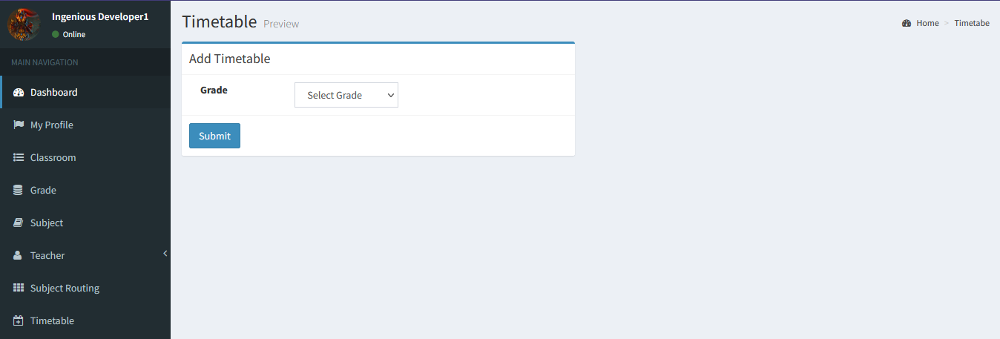 Ingenious Developer1
Online
MAIN NAVIGATION
Dashboard
My Profile
Classroom
Grade
Subject
Teacher
Subject Routing
Timetable
Timetable Preview
Home > Timetabe
Add Timetable
Grade
Select Grade
Submit